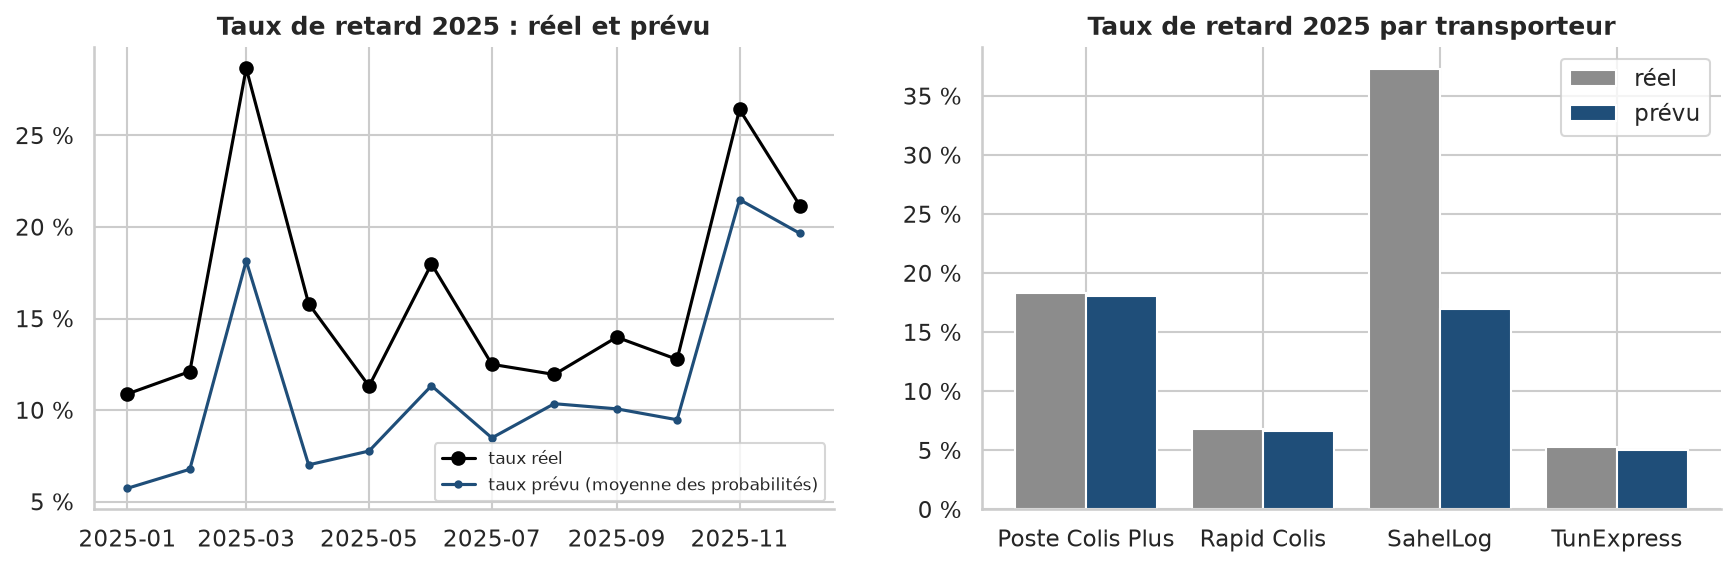 Taux de retard 2025 : réel et prévu
25 %
20 %
15 %
10 %
5 %
taux réel
taux prévu (moyenne des probabilités)
2025-01 2025-03 2025-05 2025-07 2025-09 2025-11
Taux de retard 2025 par transporteur
35 %
30 %
25 %
20 %
15 %
10 %
5 %
0 %
réel
prévu
Poste Colis Plus Rapid Colis SahelLog TunExpress